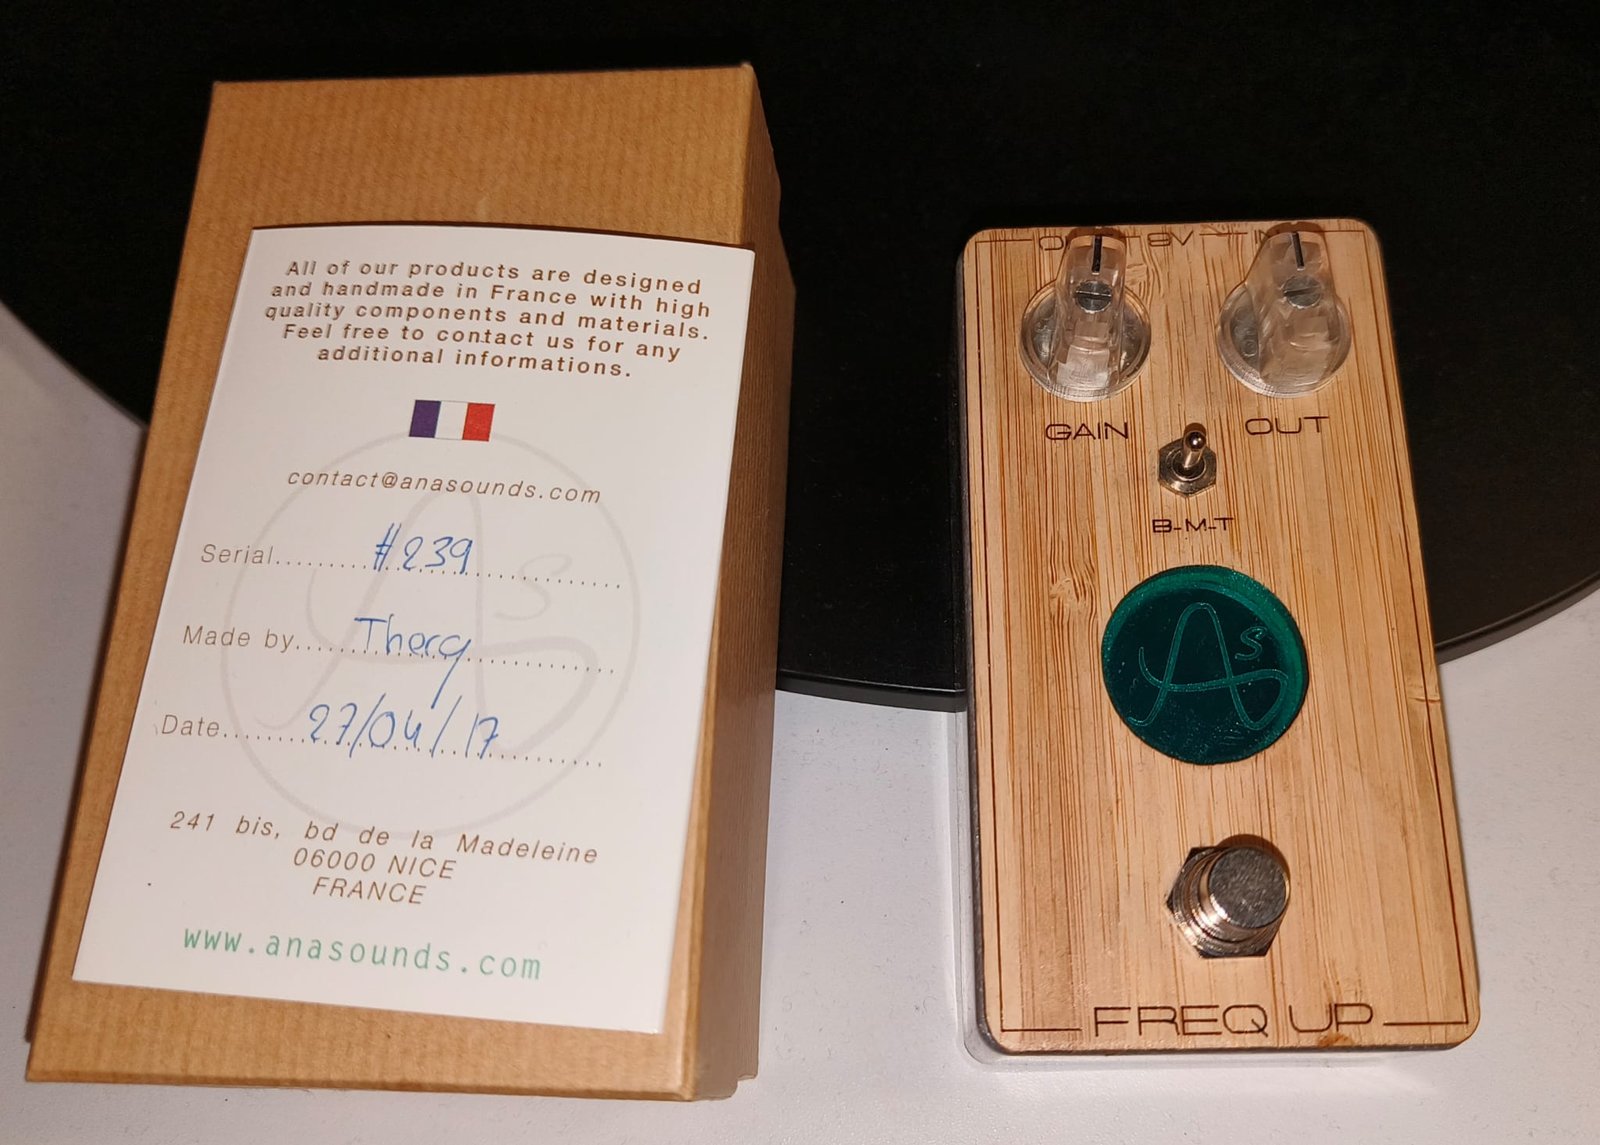 All of our products are designed
and handmade in France with high
quality components and materials.
Feel free to contact us for any
additional informations.
contact@anasounds.com
Serial.......... #239
Made by..........
Date.......... 27/04/17
241 bis, bd de la Madeleine
06000 NICE
FRANCE
www.anasounds.com
9V
GAIN
OUT
B-M-T
AS
FREQ UP